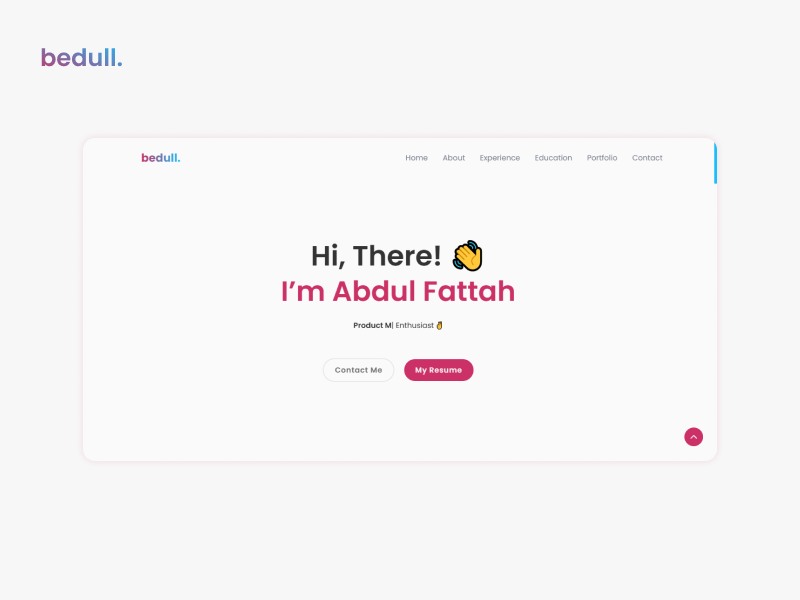 bedull.
bedull.
Home About Experience Education Portfolio Contact
Hi, There! 👋
I’m Abdul Fattah
Product M| Enthusiast ✌️
Contact Me My Resume